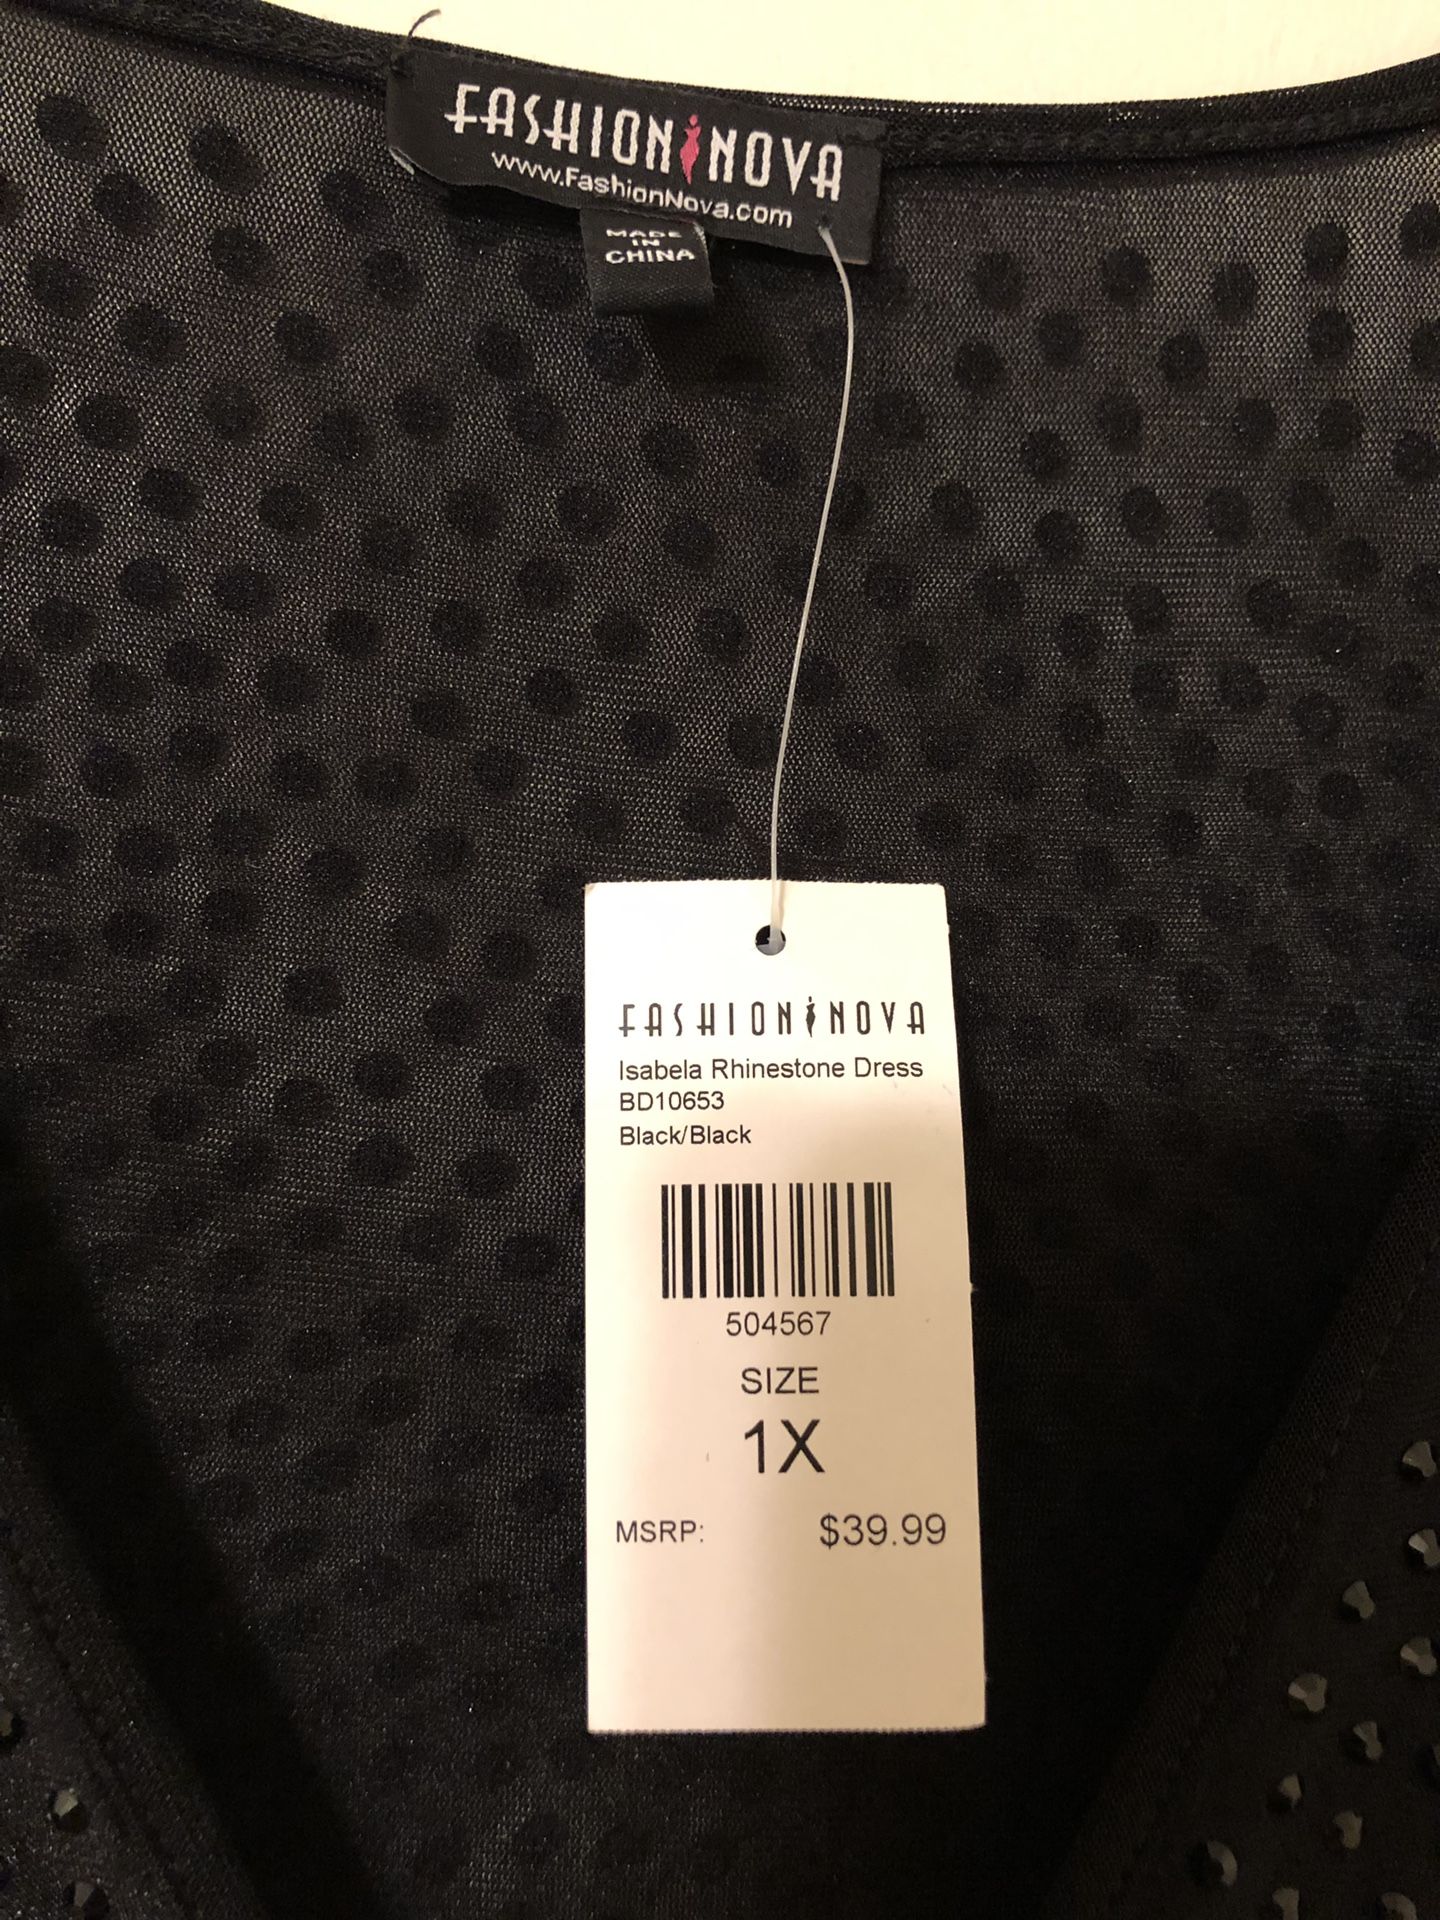 FASHION NOVA
www.FashionNova.com
MADE
IN
CHINA
FASHION NOVA
Isabela Rhinestone Dress
BD10653
Black/Black
504567
SIZE
1X
MSRP: $39.99